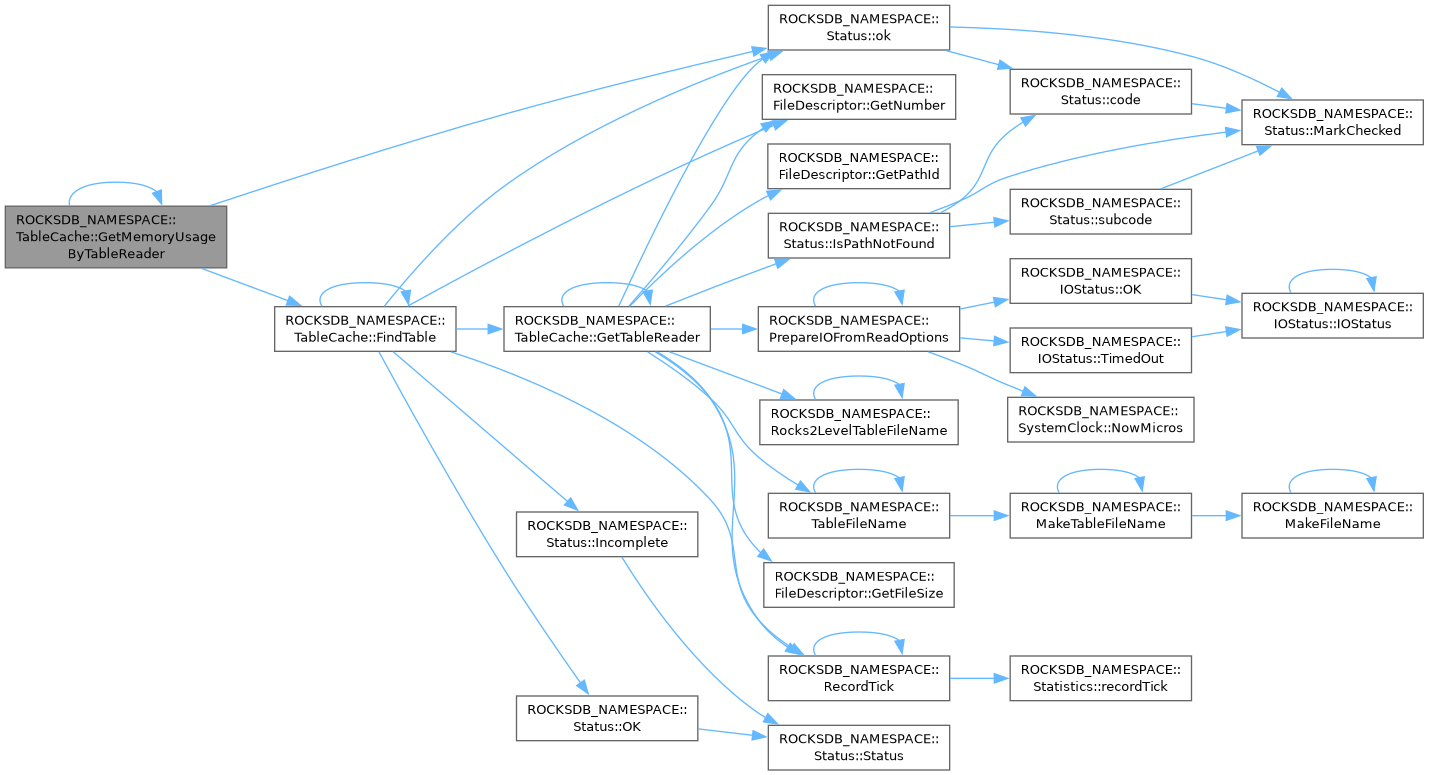 ROCKSDB_NAMESPACE::
TableCache::GetMemoryUsage
ByTableReader
ROCKSDB_NAMESPACE::
TableCache::FindTable
ROCKSDB_NAMESPACE::
TableCache::GetTableReader
ROCKSDB_NAMESPACE::
Status::Incomplete
ROCKSDB_NAMESPACE::
Status::OK
ROCKSDB_NAMESPACE::
Status::ok
ROCKSDB_NAMESPACE::
FileDescriptor::GetNumber
ROCKSDB_NAMESPACE::
FileDescriptor::GetPathId
ROCKSDB_NAMESPACE::
Status::IsPathNotFound
ROCKSDB_NAMESPACE::
PrepareIOFromReadOptions
ROCKSDB_NAMESPACE::
Rocks2LevelTableFileName
ROCKSDB_NAMESPACE::
TableFileName
ROCKSDB_NAMESPACE::
FileDescriptor::GetFileSize
ROCKSDB_NAMESPACE::
RecordTick
ROCKSDB_NAMESPACE::
Status::Status
ROCKSDB_NAMESPACE::
Status::code
ROCKSDB_NAMESPACE::
Status::subcode
ROCKSDB_NAMESPACE::
IOStatus::OK
ROCKSDB_NAMESPACE::
IOStatus::TimedOut
ROCKSDB_NAMESPACE::
SystemClock::NowMicros
ROCKSDB_NAMESPACE::
MakeTableFileName
ROCKSDB_NAMESPACE::
Statistics::recordTick
ROCKSDB_NAMESPACE::
Status::MarkChecked
ROCKSDB_NAMESPACE::
IOStatus::IOStatus
ROCKSDB_NAMESPACE::
MakeFileName